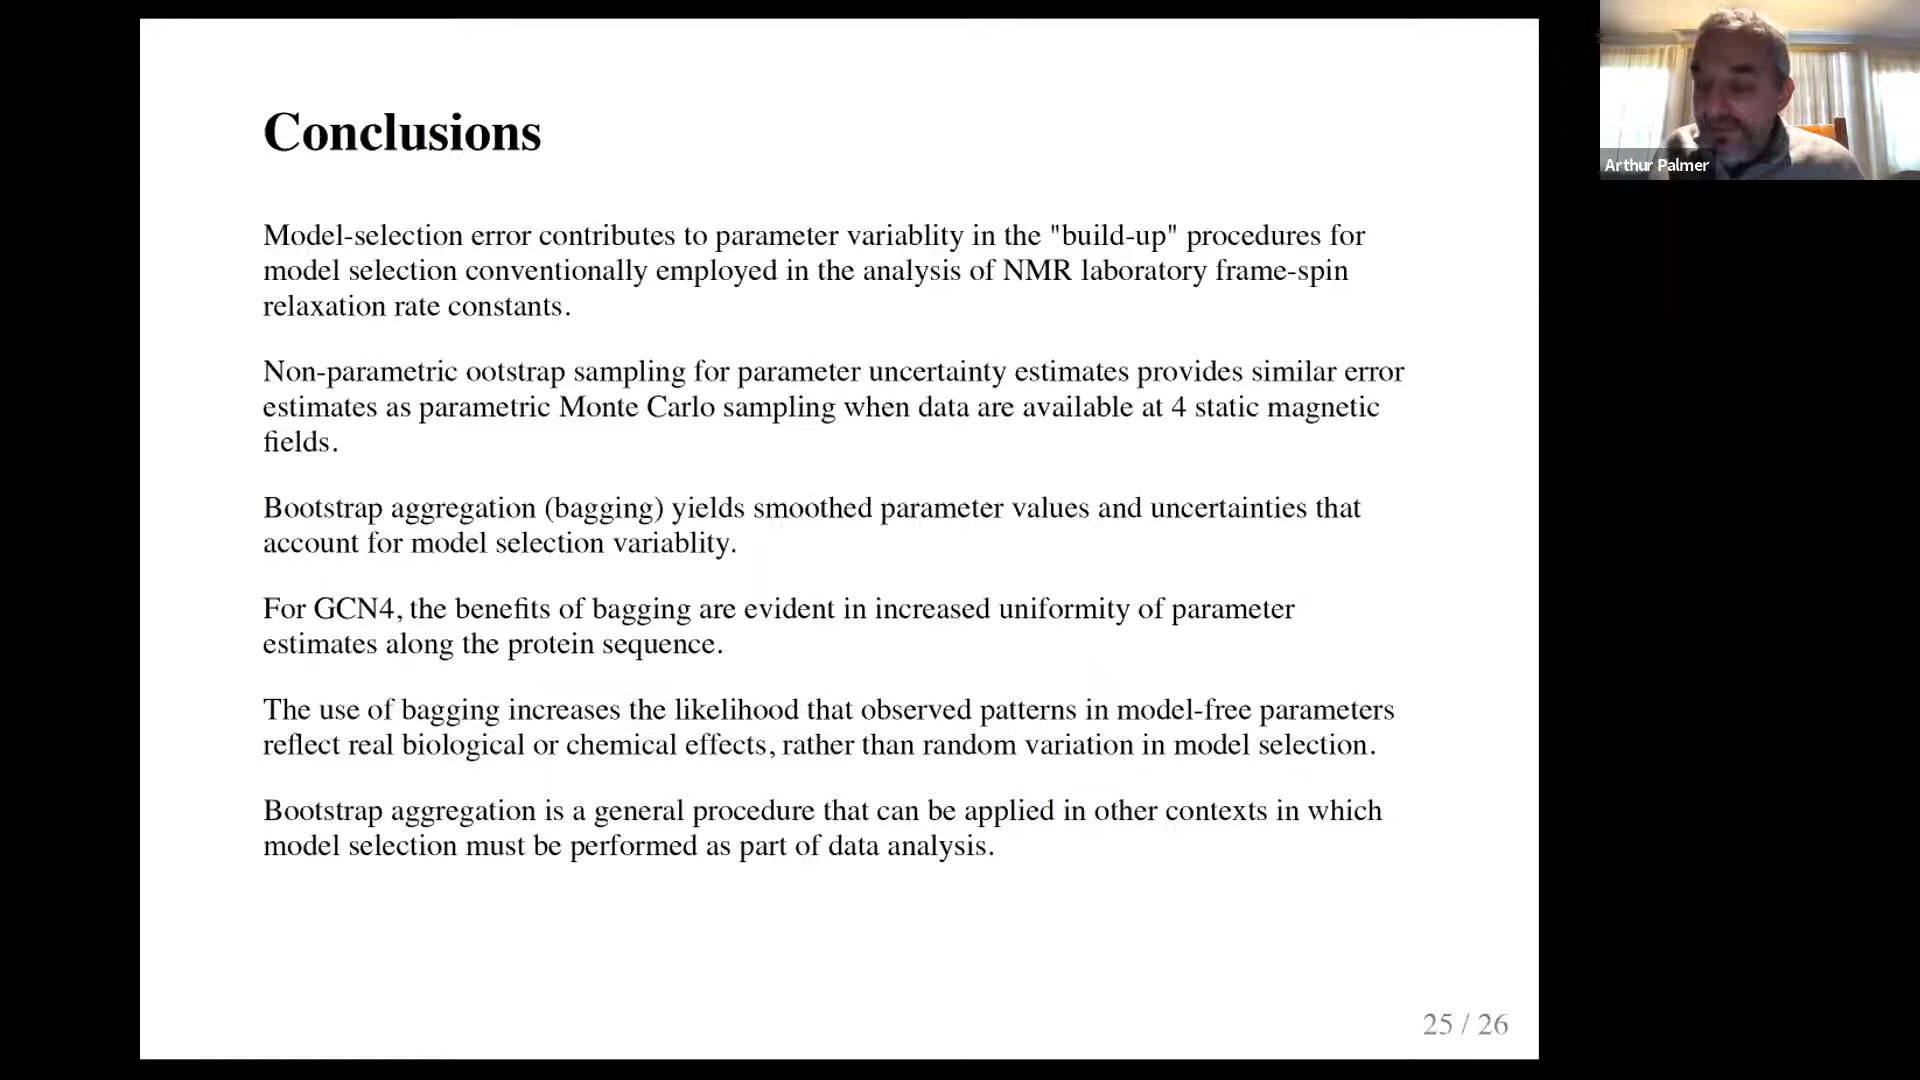 Conclusions
Model-selection error contributes to parameter variablity in the "build-up" procedures for
model selection conventionally employed in the analysis of NMR laboratory frame-spin
relaxation rate constants.
Non-parametric ootstrap sampling for parameter uncertainty estimates provides similar error
estimates as parametric Monte Carlo sampling when data are available at 4 static magnetic
fields.
Bootstrap aggregation (bagging) yields smoothed parameter values and uncertainties that
account for model selection variablity.
For GCN4, the benefits of bagging are evident in increased uniformity of parameter
estimates along the protein sequence.
The use of bagging increases the likelihood that observed patterns in model-free parameters
reflect real biological or chemical effects, rather than random variation in model selection.
Bootstrap aggregation is a general procedure that can be applied in other contexts in which
model selection must be performed as part of data analysis.
25 / 26
Arthur Palmer